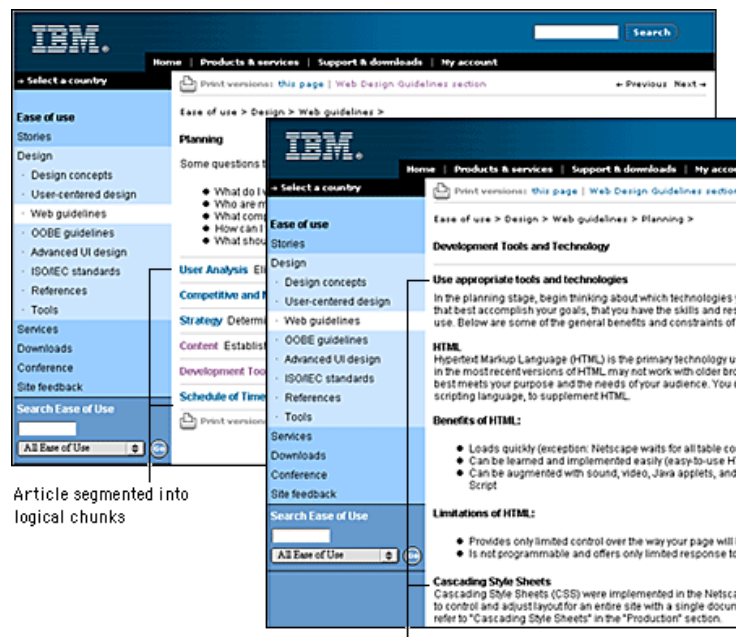 IBM.
Search
Home | Products & services | Support & downloads | My account
Select a country
Print versions: this page | Web Design Guidelines section
Previous Next
Ease of use > Design > Web guidelines >
Ease of use
Stories
Design
· Design concepts
· User-centered design
· Web guidelines
· OOBE guidelines
· Advanced UI design
· ISO/IEC standards
· References
· Tools
Services
Downloads
Conference
Site feedback
Search Ease of Use
All Ease of Use
Planning
Some questions
● What do I
● Who are
● What
● How can I
● What
User Analysis
Competitive and
Strategy
Content
Development
Schedule of Time
Print
Article segmented into
logical chunks
IBM.
Home | Products & services | Support & downloads | My
Select a country
Print versions: this page | Web Design Guidelines
Ease of use > Design > Web guidelines > Planning >
Ease of use
Stories
Design
· Design concepts
· User-centered design
· Web guidelines
· OOBE guidelines
· Advanced UI design
· ISO/IEC standards
· References
· Tools
Services
Downloads
Conference
Site feedback
Search Ease of Use
All Ease of Use
Development Tools and Technology
Use appropriate tools and technologies
In the planning stage, begin thinking about which technologies
that best accomplish your goals, that you have the skills and
use. Below are some of the general benefits and constraints of
HTML
Hypertext Markup Language (HTML) is the primary technology
in the most recent versions of HTML may not work with older
best meets your purpose and the needs of your audience. You
scripting language, to supplement HTML.
Benefits of HTML:
● Loads quickly (exception: Netscape waits for all table
● Can be learned and implemented easily (easy-to-use
● Can be augmented with sound, video, Java applets, and
Script
Limitations of HTML:
● Provides only limited control over the way your page will
● Is not programmable and offers only limited response to
Cascading Style Sheets
Cascading Style Sheets (CSS) were implemented in the
to control and adjust layout for an entire site with a single
refer to "Cascading Style Sheets" in the "Production" section.